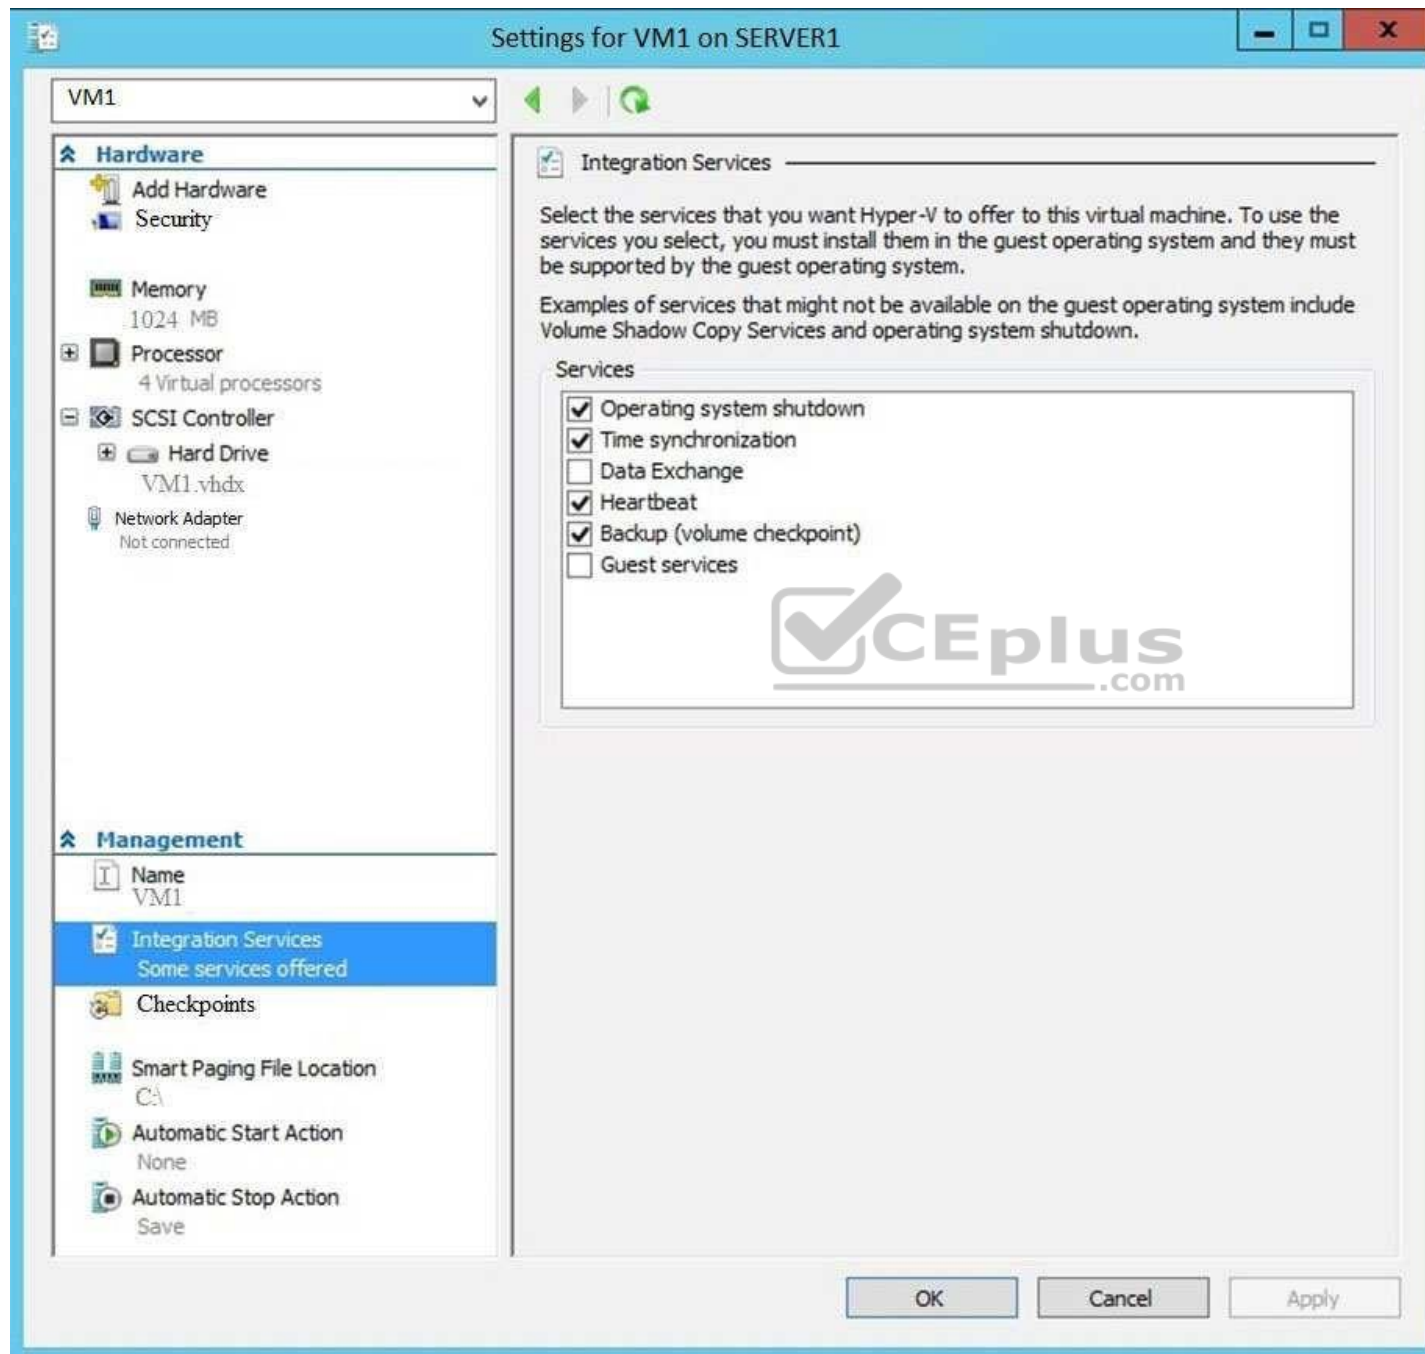 Settings for VM1 on SERVER1
VM1
Hardware
Add Hardware
Security
Memory
1024 MB
Processor
4 Virtual processors
SCSI Controller
Hard Drive
VM1.vhdx
Network Adapter
Not connected
Management
Name
VM1
Integration Services
Some services offered
Checkpoints
Smart Paging File Location
C:\
Automatic Start Action
None
Automatic Stop Action
Save
Integration Services
Select the services that you want Hyper-V to offer to this virtual machine. To use the
services you select, you must install them in the guest operating system and they must
be supported by the guest operating system.
Examples of services that might not be available on the guest operating system include
Volume Shadow Copy Services and operating system shutdown.
Services
Operating system shutdown
Time synchronization
Data Exchange
Heartbeat
Backup (volume checkpoint)
Guest services
CEplus
.com
OK
Cancel
Apply